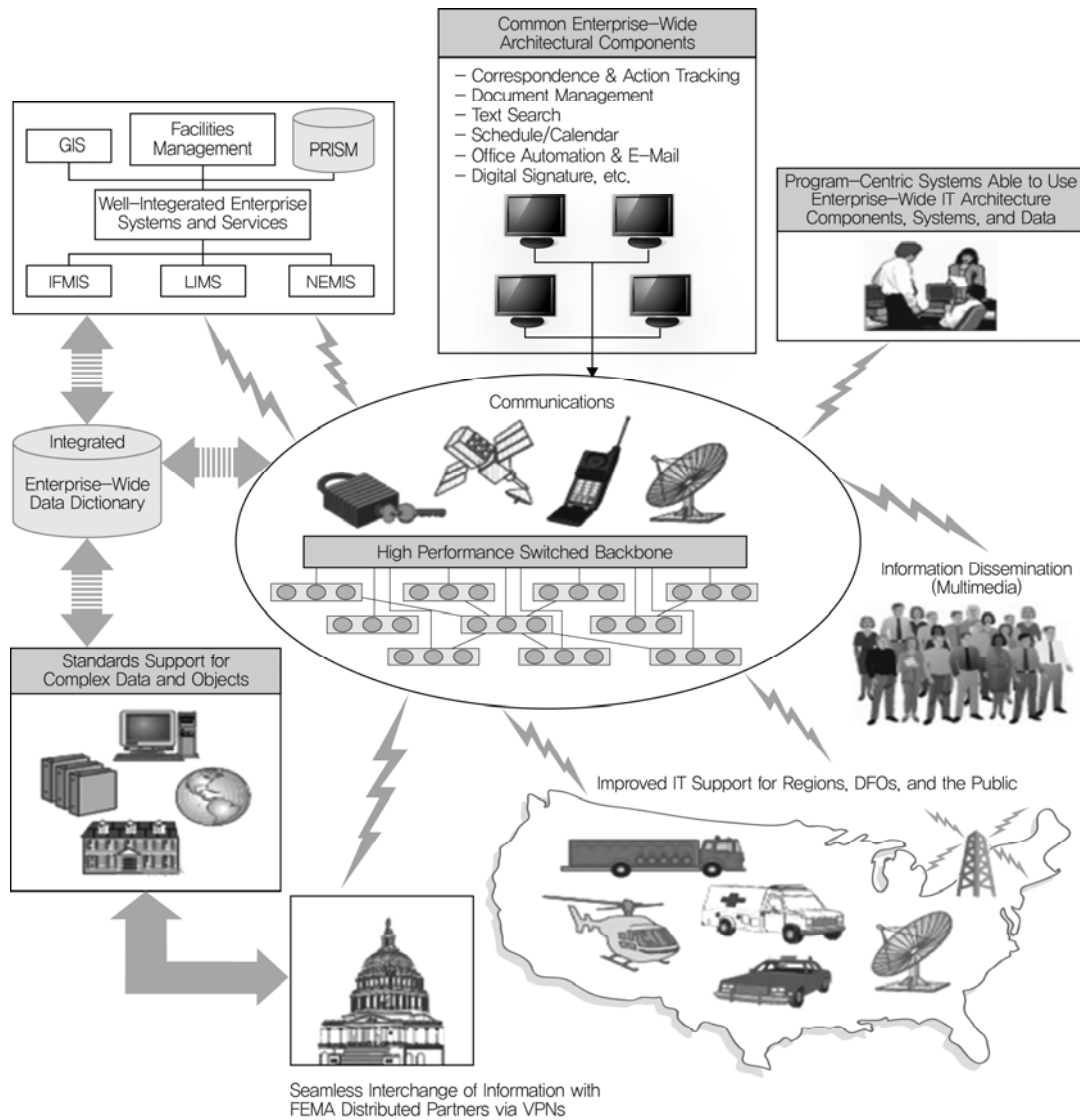 Common Enterprise–Wide
Architectural Components
– Correspondence & Action Tracking
– Document Management
– Text Search
– Schedule/Calendar
– Office Automation & E–Mail
– Digital Signature, etc.
GIS
Facilities
Management
PRISM
Well–Integrated Enterprise
Systems and Services
IFMIS
LIMS
NEMIS
Program–Centric Systems Able to Use
Enterprise–Wide IT Architecture
Components, Systems, and Data
Communications
Integrated
Enterprise–Wide
Data Dictionary
High Performance Switched Backbone
Information Dissemination
(Multimedia)
Standards Support for
Complex Data and Objects
Improved IT Support for Regions, DFOs, and the Public
Seamless Interchange of Information with
FEMA Distributed Partners via VPNs